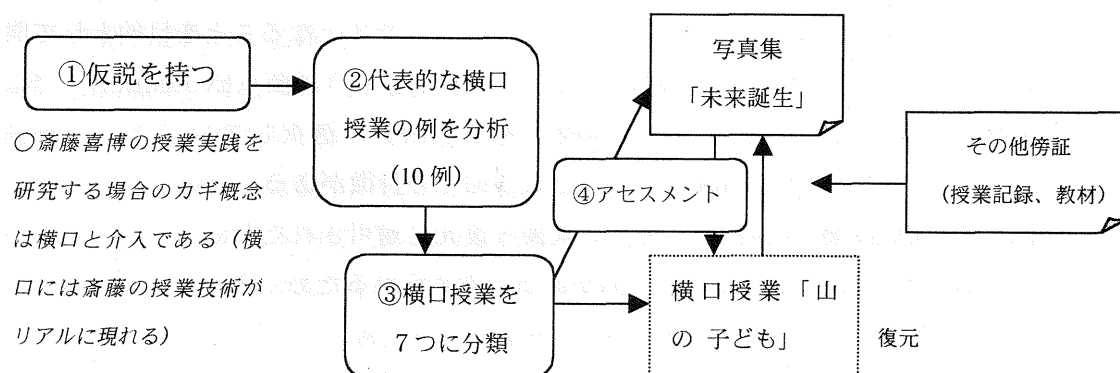 ①仮説を持つ
○斎藤喜博の授業実践を
研究する場合のカギ概念
は横口と介入である（横
口には斎藤の授業技術が
リアルに現れる）
②代表的な横口
授業の例を分析
（10 例）
③横口授業を
７つに分類
写真集
「未来誕生」
④アセスメント
横口授業「山
の 子ども」
復元
その他傍証
（授業記録、教材）